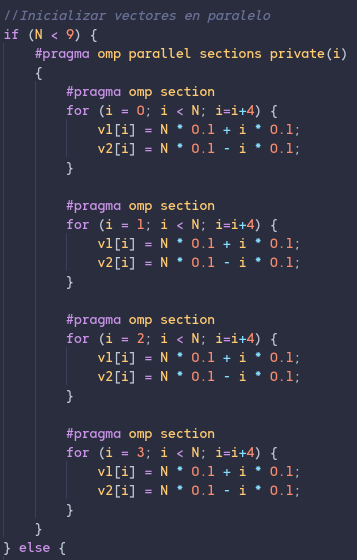 //Inicializar vectores en paralelo
if (N < 9) {
    #pragma omp parallel sections private(i)
    {
        #pragma omp section
        for (i = 0; i < N; i=i+4) {
            v1[i] = N * 0.1 + i * 0.1;
            v2[i] = N * 0.1 - i * 0.1;
        }

        #pragma omp section
        for (i = 1; i < N; i=i+4) {
            v1[i] = N * 0.1 + i * 0.1;
            v2[i] = N * 0.1 - i * 0.1;
        }

        #pragma omp section
        for (i = 2; i < N; i=i+4) {
            v1[i] = N * 0.1 + i * 0.1;
            v2[i] = N * 0.1 - i * 0.1;
        }

        #pragma omp section
        for (i = 3; i < N; i=i+4) {
            v1[i] = N * 0.1 + i * 0.1;
            v2[i] = N * 0.1 - i * 0.1;
        }
    }
} else {